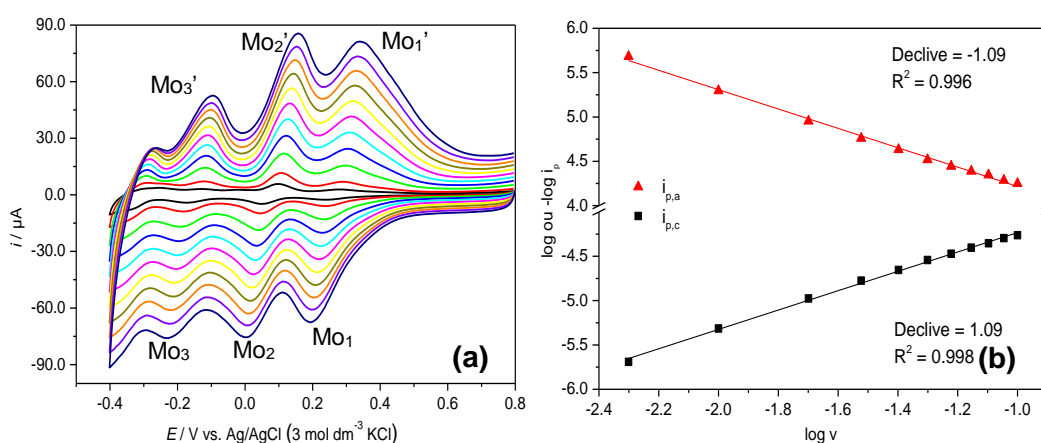 90.0
60.0
30.0
0.0
-30.0
-60.0
-90.0
i / µA
Mo3’
Mo2’
Mo1’
Mo3
Mo2
Mo1
(a)
-0.4 -0.2 0.0 0.2 0.4 0.6 0.8
E / V vs. Ag/AgCl (3 mol dm-3 KCl)
6.0
5.5
5.0
4.5
4.0
-4.5
-5.0
-5.5
-6.0
log ou -log ip
Declive = -1.09
R2 = 0.996
ip,a
ip,c
Declive = 1.09
R2 = 0.998
(b)
-2.4 -2.2 -2.0 -1.8 -1.6 -1.4 -1.2 -1.0
log v